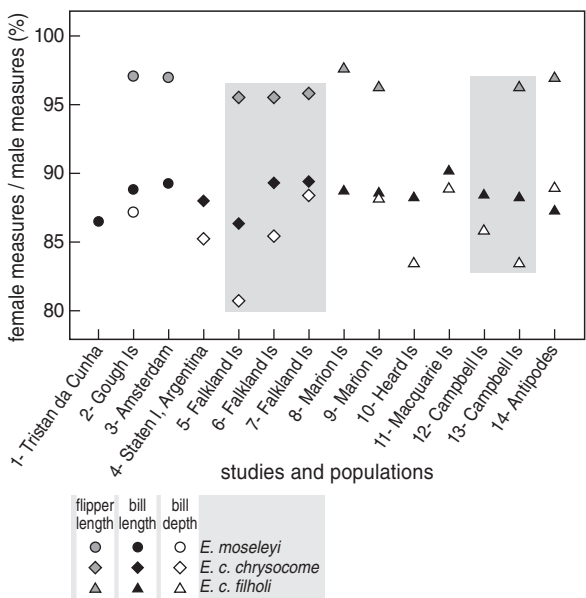 female measures / male measures (%)
100
95
90
85
80
1- Tristan da Cunha
2- Gough Is
3- Amsterdam
4- Staten I, Argentina
5- Falkland Is
6- Falkland Is
7- Falkland Is
8- Marion Is
9- Marion Is
10- Heard Is
11- Macquarie Is
12- Campbell Is
13- Campbell Is
14- Antipodes
studies and populations
flipper bill bill
length length depth
E. moseleyi
E. c. chrysocome
E. c. filholi